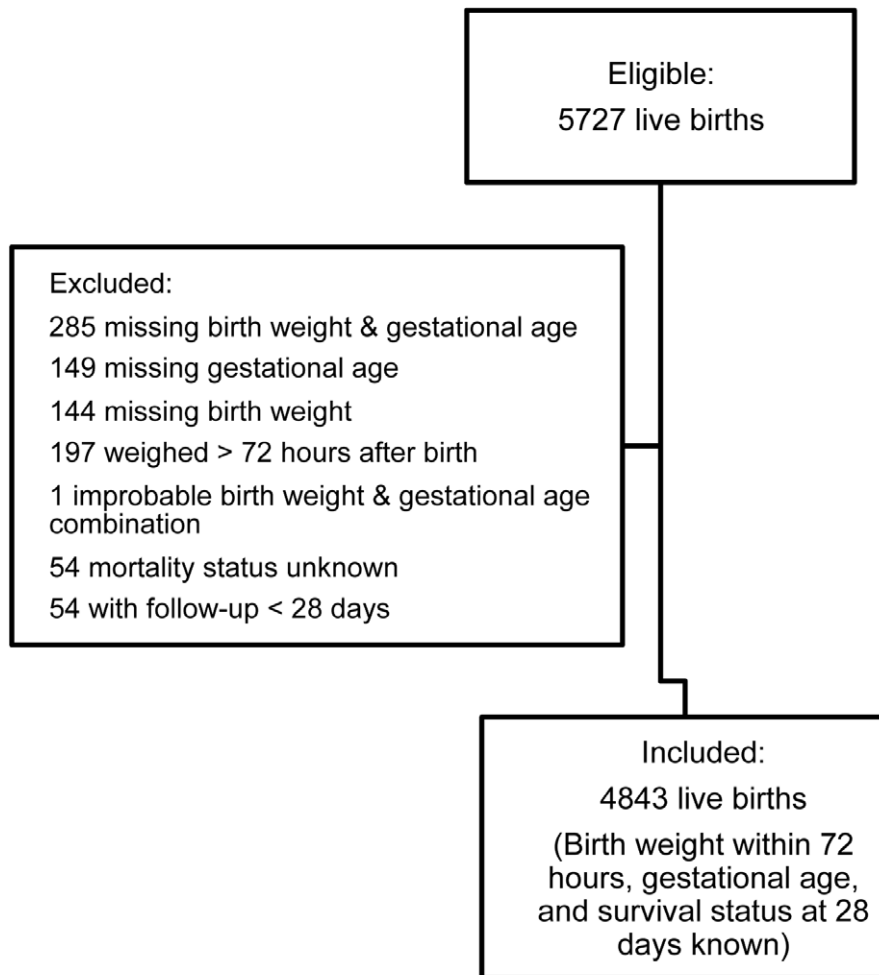 Eligible:
5727 live births
Excluded:
285 missing birth weight & gestational age
149 missing gestational age
144 missing birth weight
197 weighed > 72 hours after birth
1 improbable birth weight & gestational age
combination
54 mortality status unknown
54 with follow-up < 28 days
Included:
4843 live births
(Birth weight within 72
hours, gestational age,
and survival status at 28
days known)